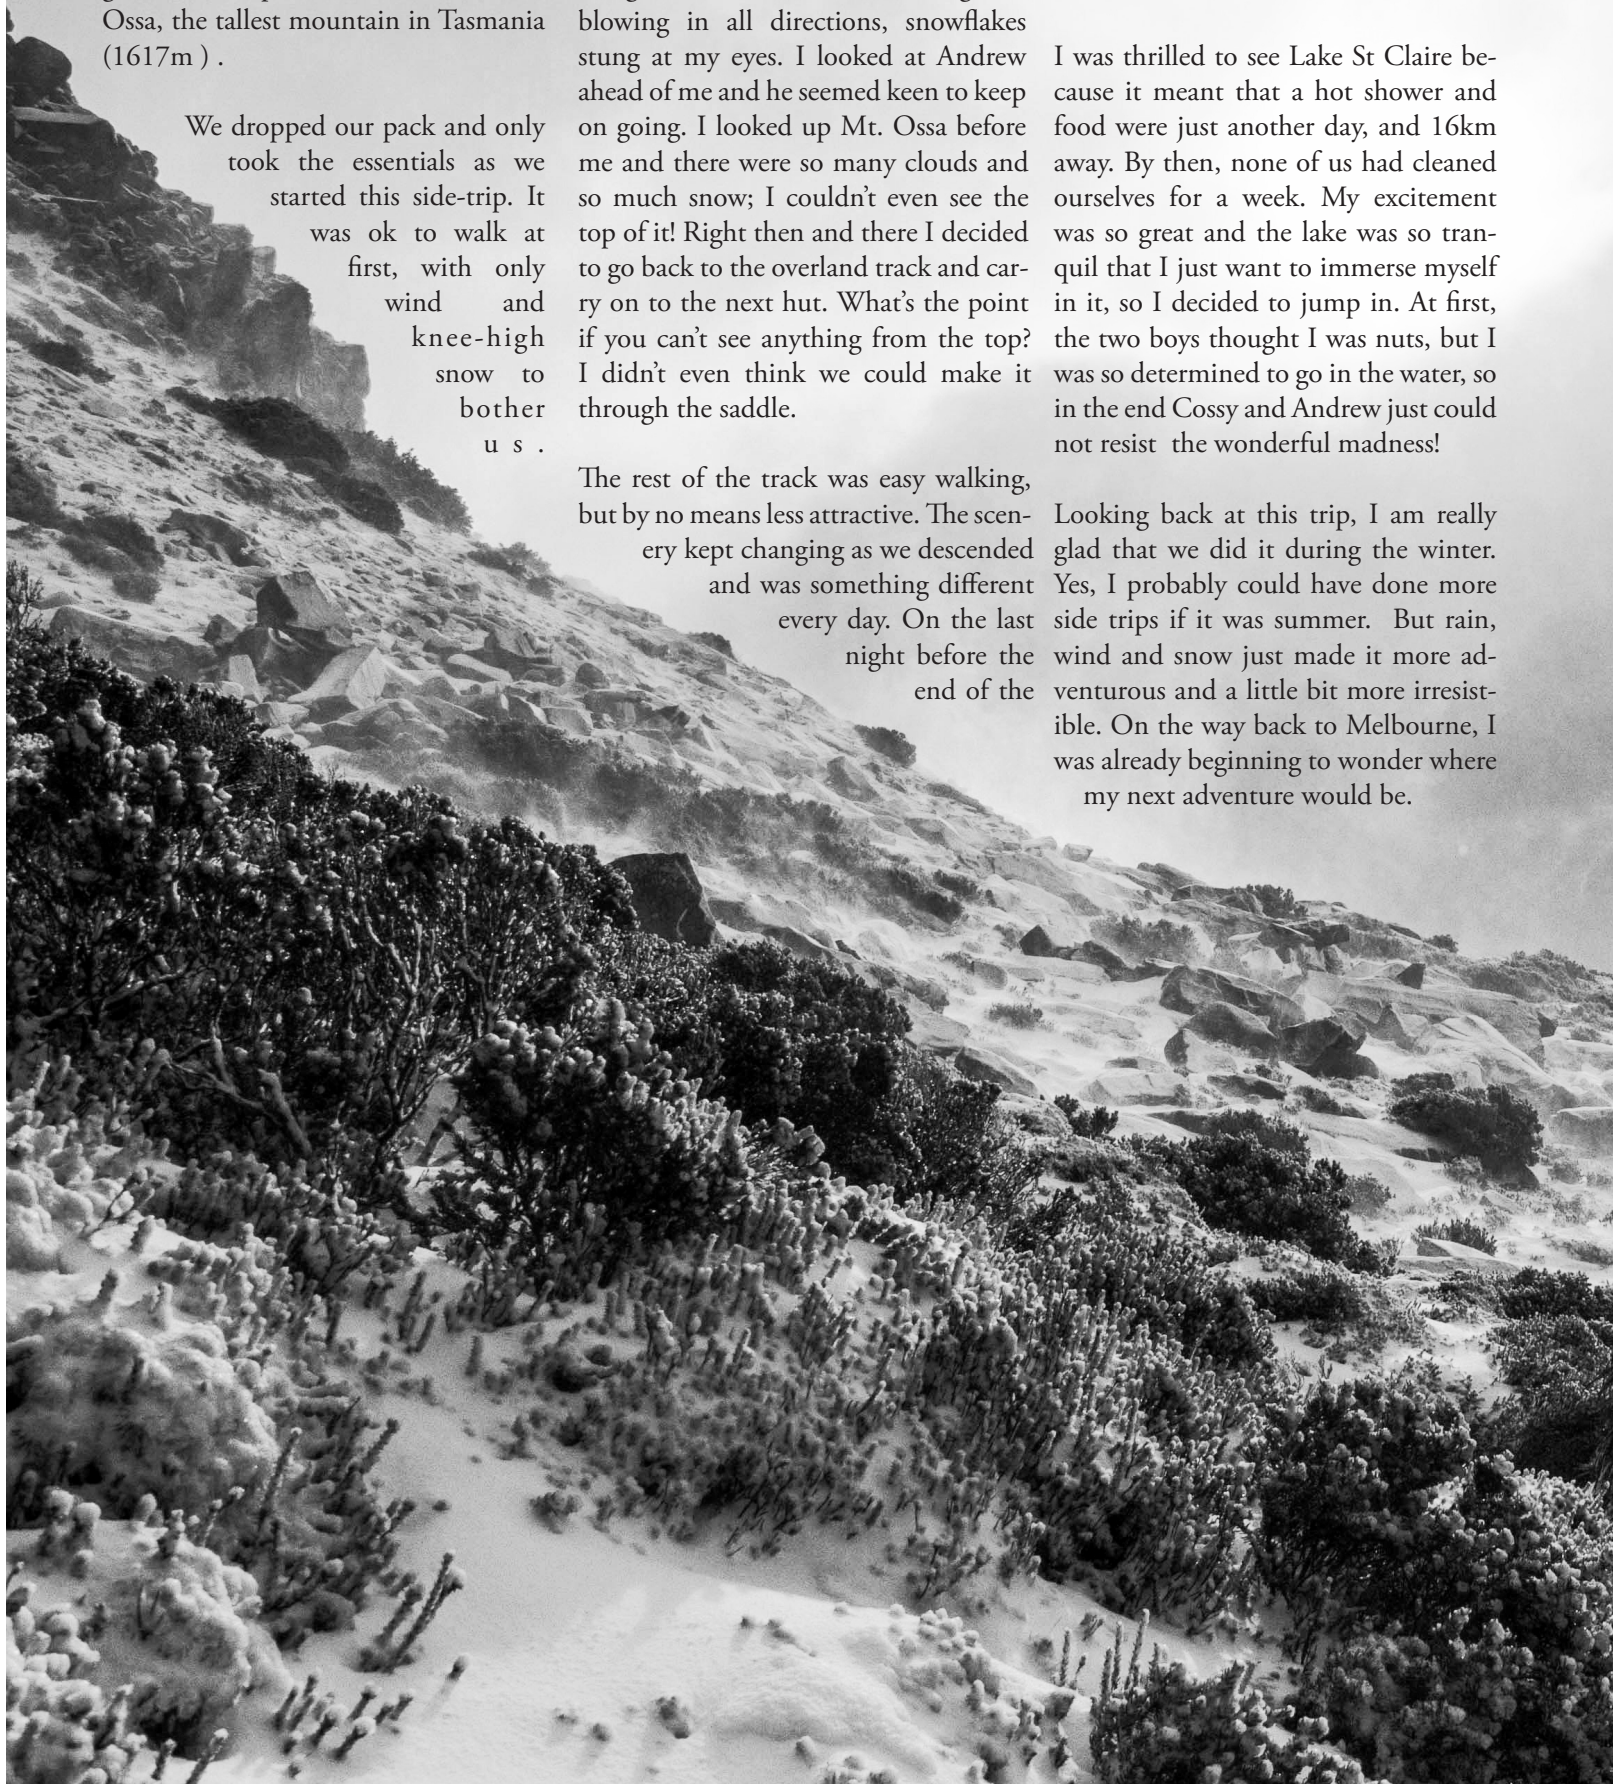 Ossa, the tallest mountain in Tasmania
(1617m ) .
We dropped our pack and only
took the essentials as we
started this side-trip. It
was ok to walk at
first, with only
wind and
knee-high
snow to
bother
u s .
blowing in all directions, snowflakes
stung at my eyes. I looked at Andrew
ahead of me and he seemed keen to keep
on going. I looked up Mt. Ossa before
me and there were so many clouds and
so much snow; I couldn't even see the
top of it! Right then and there I decided
to go back to the overland track and car-
ry on to the next hut. What's the point
if you can't see anything from the top?
I didn't even think we could make it
through the saddle.
The rest of the track was easy walking,
but by no means less attractive. The scen-
ery kept changing as we descended
and was something different
every day. On the last
night before the
end of the
I was thrilled to see Lake St Claire be-
cause it meant that a hot shower and
food were just another day, and 16km
away. By then, none of us had cleaned
ourselves for a week. My excitement
was so great and the lake was so tran-
quil that I just want to immerse myself
in it, so I decided to jump in. At first,
the two boys thought I was nuts, but I
was so determined to go in the water, so
in the end Cossy and Andrew just could
not resist  the wonderful madness!
Looking back at this trip, I am really
glad that we did it during the winter.
Yes, I probably could have done more
side trips if it was summer.  But rain,
wind and snow just made it more ad-
venturous and a little bit more irresist-
ible. On the way back to Melbourne, I
was already beginning to wonder where
my next adventure would be.